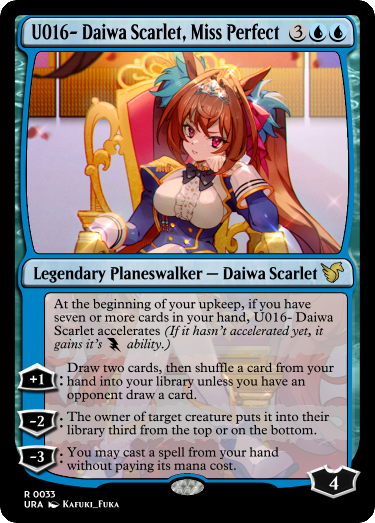 U016- Daiwa Scarlet, Miss Perfect 3
Legendary Planeswalker — Daiwa Scarlet
At the beginning of your upkeep, if you have
seven or more cards in your hand, U016- Daiwa
Scarlet accelerates (If it hasn't accelerated yet, it
gains it's ability.)
Draw two cards, then shuffle a card from your
+1: hand into your library unless you have an
opponent draw a card.
-2: The owner of target creature puts it into their
library third from the top or on the bottom.
-3: You may cast a spell from your hand
without paying its mana cost.
4
R 0033
URA KAFUKI_FUKA